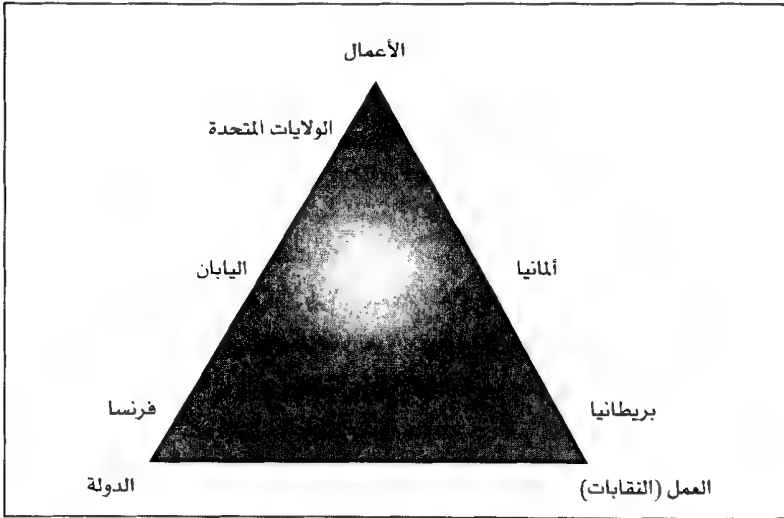 الأعمال
الولايات المتحدة
ألمانيا
اليابان
بريطانيا
فرنسا
العمل (النقابات)
الدولة